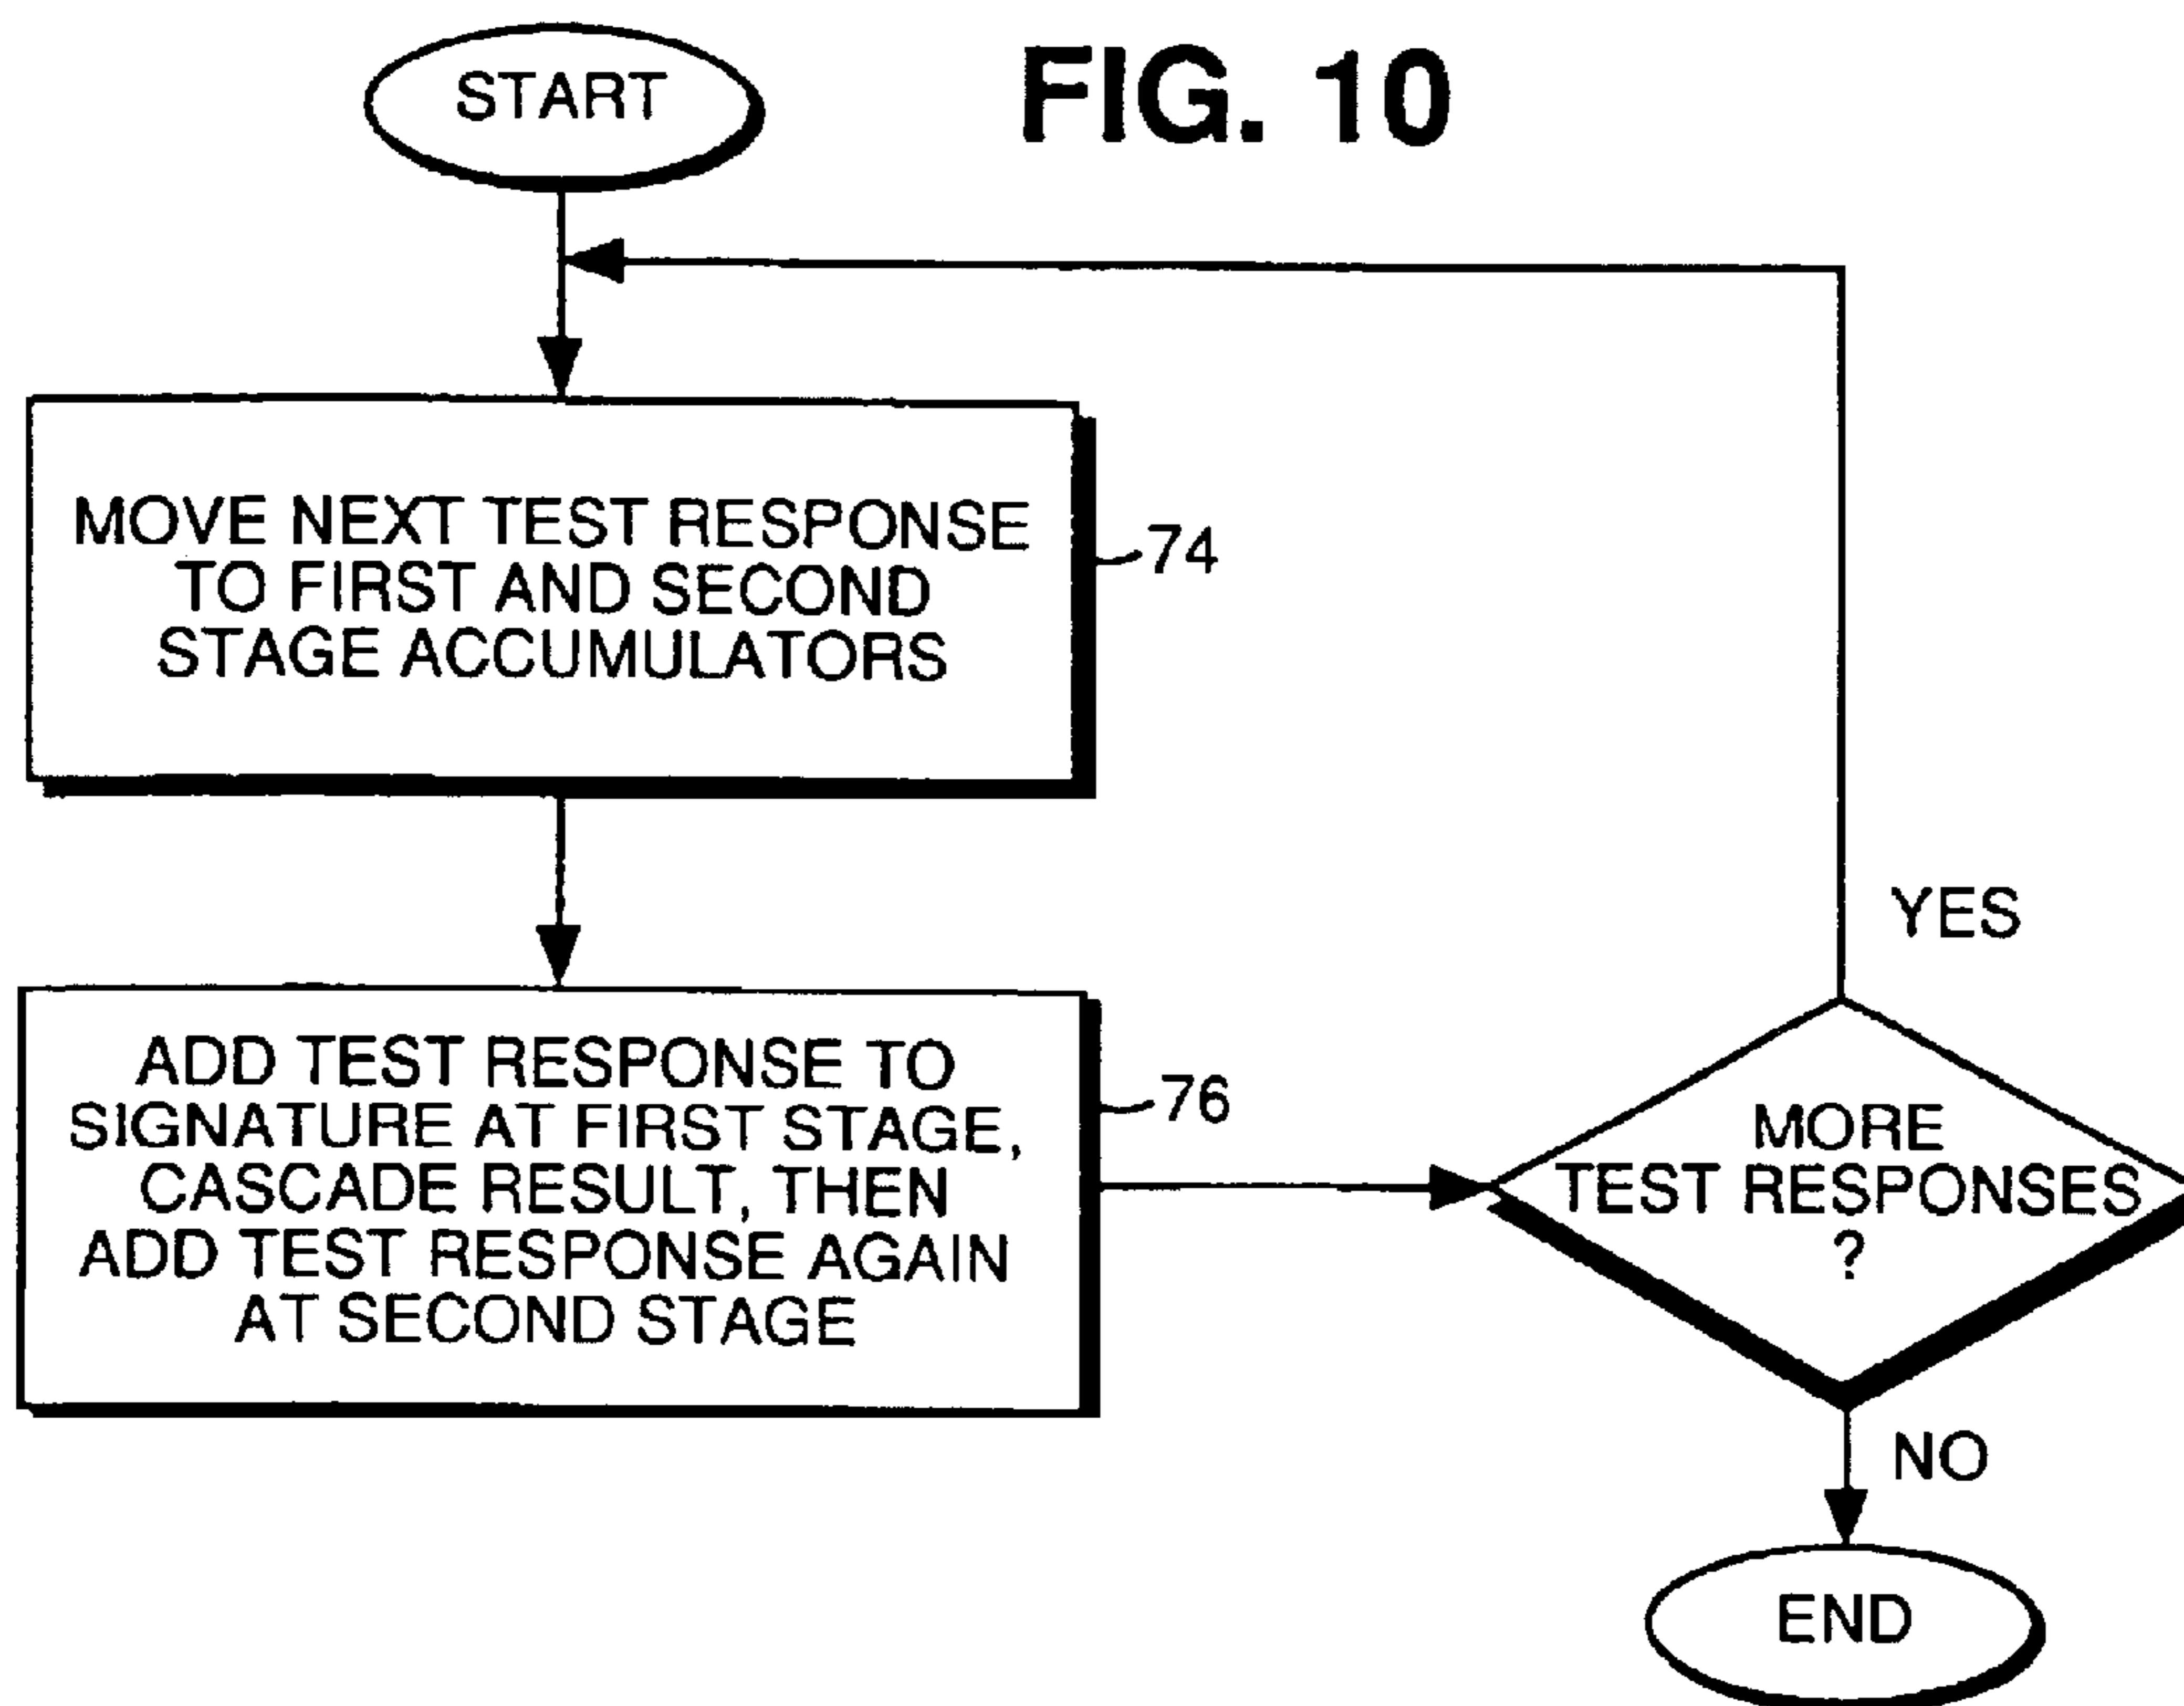 START
FIG. 10
MOVE NEXT TEST RESPONSE
TO FIRST AND SECOND
STAGE ACCUMULATORS
74
ADD TEST RESPONSE TO
SIGNATURE AT FIRST STAGE,
CASCADE RESULT, THEN
ADD TEST RESPONSE AGAIN
AT SECOND STAGE
76
YES
MORE
TEST RESPONSES
?
NO
END